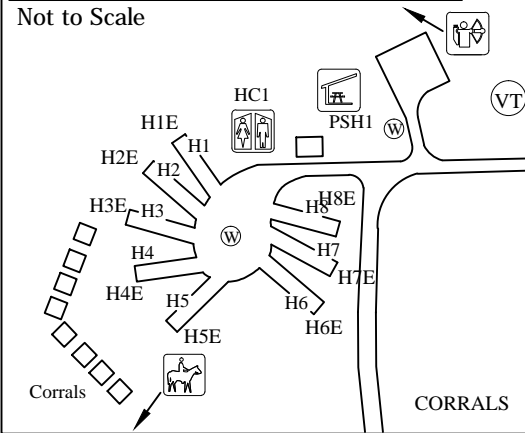 Not to Scale
HC1
PSH1
W
VT
H1E
H1
H2E
H2
H3E
H3
H4
H4E
H5
H5E
W
H8E
H8
H7
H7E
H6
H6E
Corrals
CORRALS